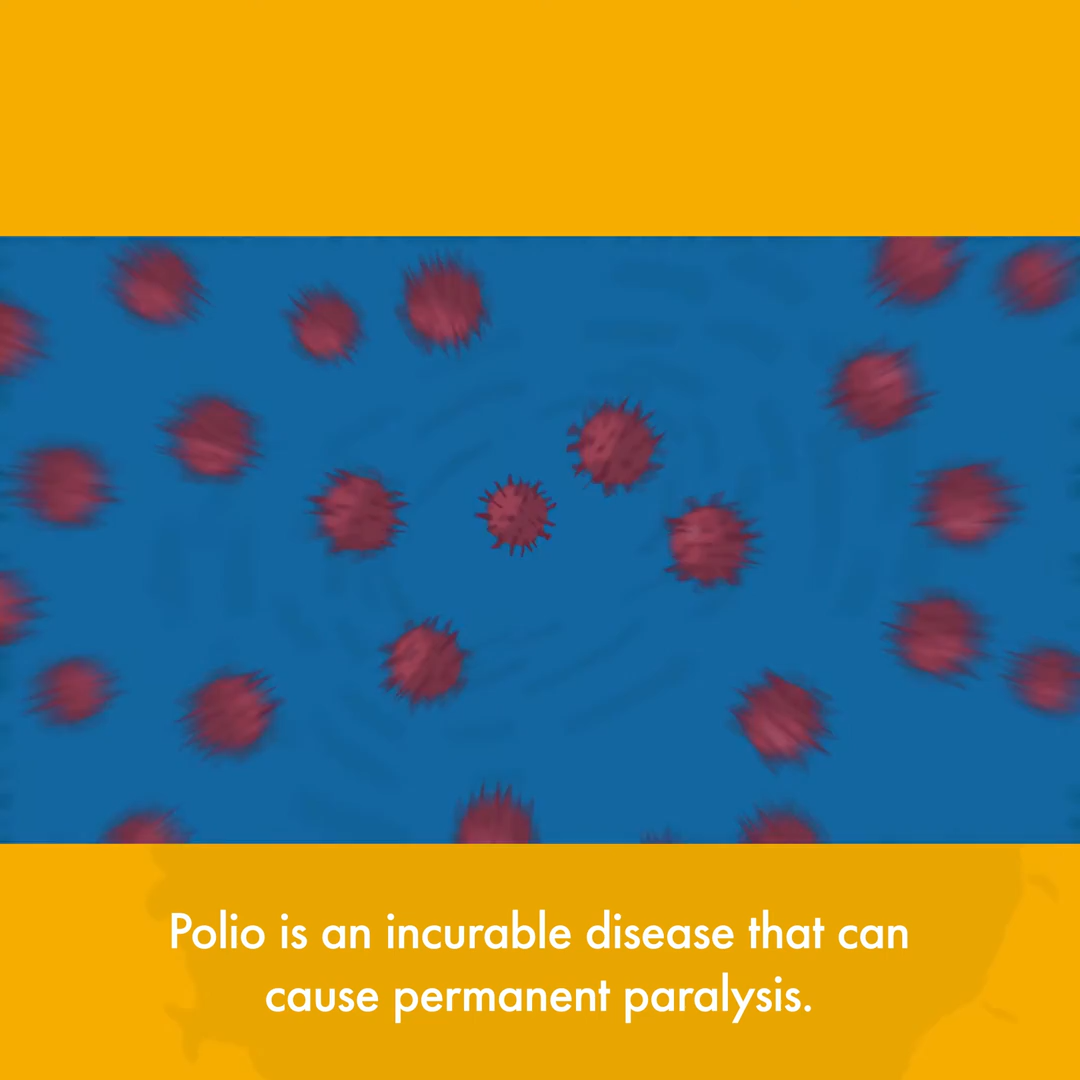 Polio is an incurable disease that can
cause permanent paralysis.